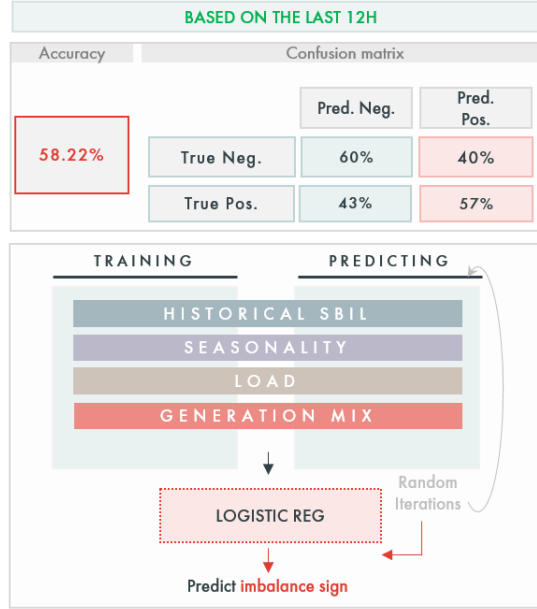 BASED ON THE LAST 12H
Accuracy
Confusion matrix
Pred. Neg.
Pred.
Pos.
58.22%
True Neg.
60%
40%
True Pos.
43%
57%
TRAINING
PREDICTING
HISTORICAL SBIL
SEASONALITY
LOAD
GENERATION MIX
Random
Iterations
LOGISTIC REG
Predict imbalance sign